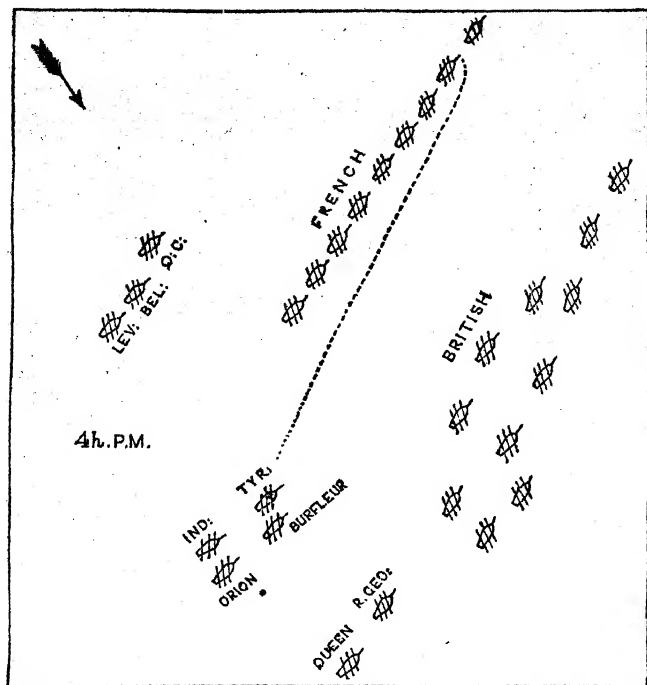 FRENCH
LEV: BEL: Q:C:
BRITISH
4h.P.M.
TYR.
BURFLEUR
IND:
ORION
R.GEO:
QUEEN